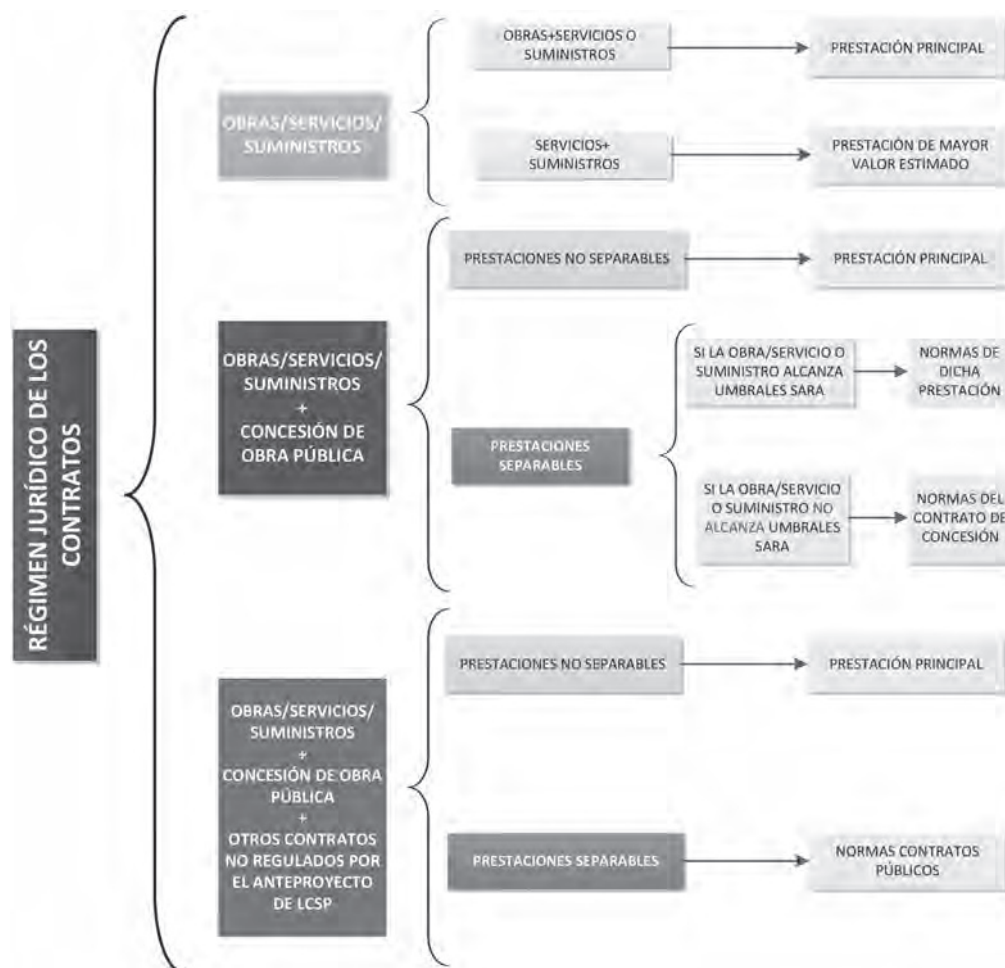 RÉGIMEN JURÍDICO DE LOS
CONTRATOS
OBRAS/SERVICIOS/
SUMINISTROS
OBRAS+SERVICIOS O
SUMINISTROS
PRESTACIÓN PRINCIPAL
SERVICIOS+
SUMINISTROS
PRESTACIÓN DE MAYOR
VALOR ESTIMADO
OBRAS/SERVICIOS/
SUMINISTROS
+
CONCESIÓN DE
OBRA PÚBLICA
PRESTACIONES NO SEPARABLES
PRESTACIÓN PRINCIPAL
PRESTACIONES
SEPARABLES
SI LA OBRA/SERVICIO O
SUMINISTRO ALCANZA
UMBRALES SARA
NORMAS DE
DICHA
PRESTACIÓN
SI LA OBRA/SERVICIO
O SUMINISTRO NO
ALCANZA UMBRALES
SARA
NORMAS DEL
CONTRATO DE
CONCESIÓN
OBRAS/SERVICIOS/
SUMINISTROS
+
CONCESIÓN DE OBRA
PÚBLICA
+
OTROS CONTRATOS
NO REGULADOS POR
EL ANTEPROYECTO
DE LCSP
PRESTACIONES NO SEPARABLES
PRESTACIÓN PRINCIPAL
PRESTACIONES SEPARABLES
NORMAS CONTRATOS
PÚBLICOS